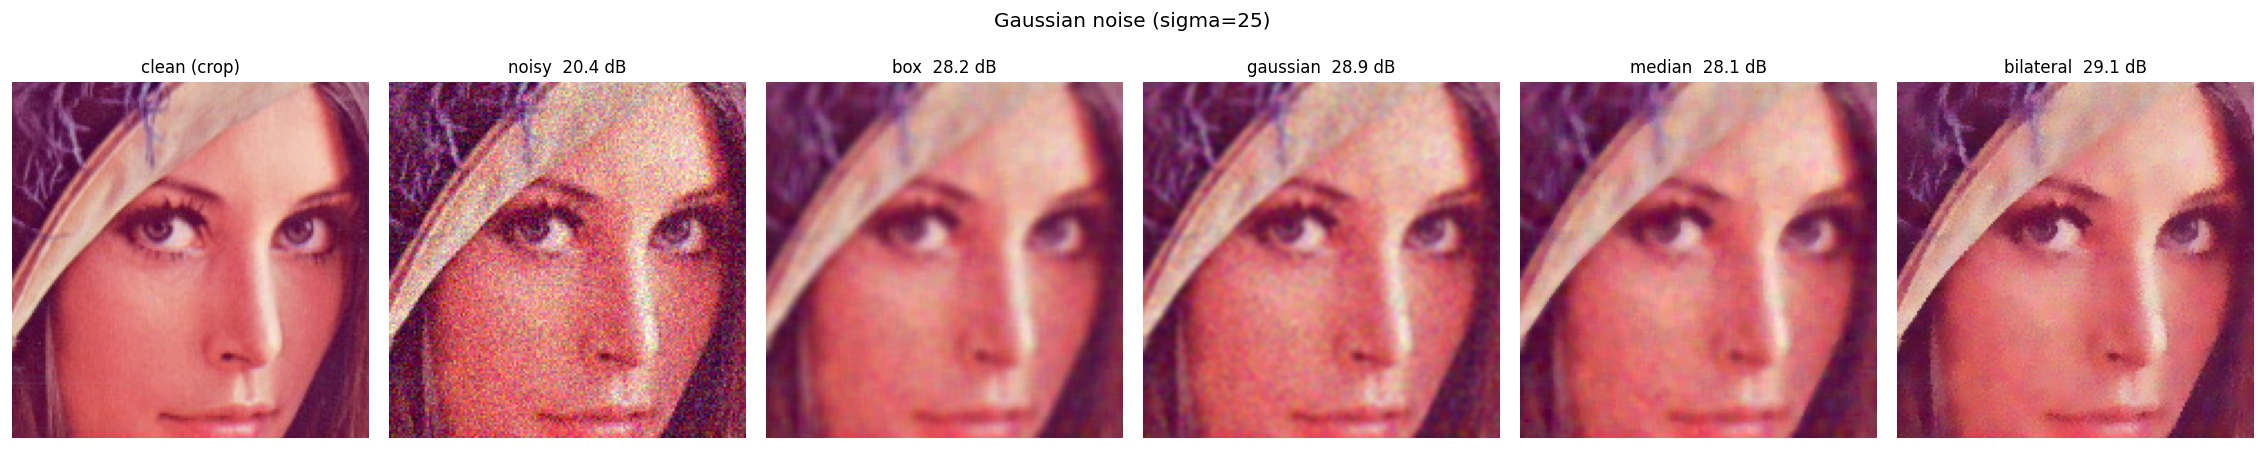 Gaussian noise (sigma=25)
clean (crop)
noisy  20.4 dB
box  28.2 dB
gaussian  28.9 dB
median  28.1 dB
bilateral  29.1 dB